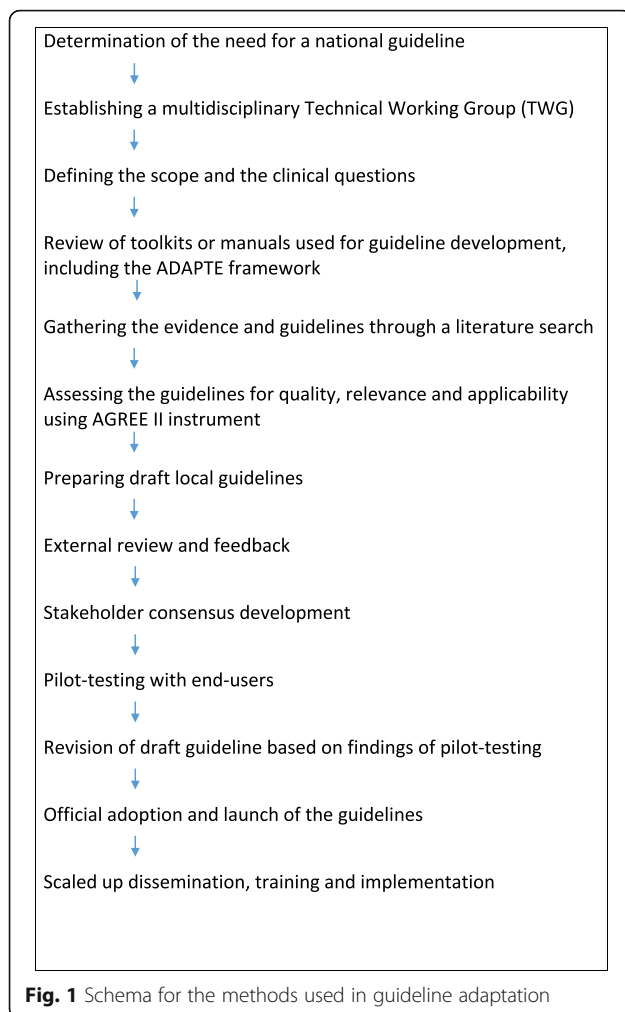 Determination of the need for a national guideline
Establishing a multidisciplinary Technical Working Group (TWG)
Defining the scope and the clinical questions
Review of toolkits or manuals used for guideline development,
including the ADAPTE framework
Gathering the evidence and guidelines through a literature search
Assessing the guidelines for quality, relevance and applicability
using AGREE II instrument
Preparing draft local guidelines
External review and feedback
Stakeholder consensus development
Pilot-testing with end-users
Revision of draft guideline based on findings of pilot-testing
Official adoption and launch of the guidelines
Scaled up dissemination, training and implementation
Fig. 1 Schema for the methods used in guideline adaptation